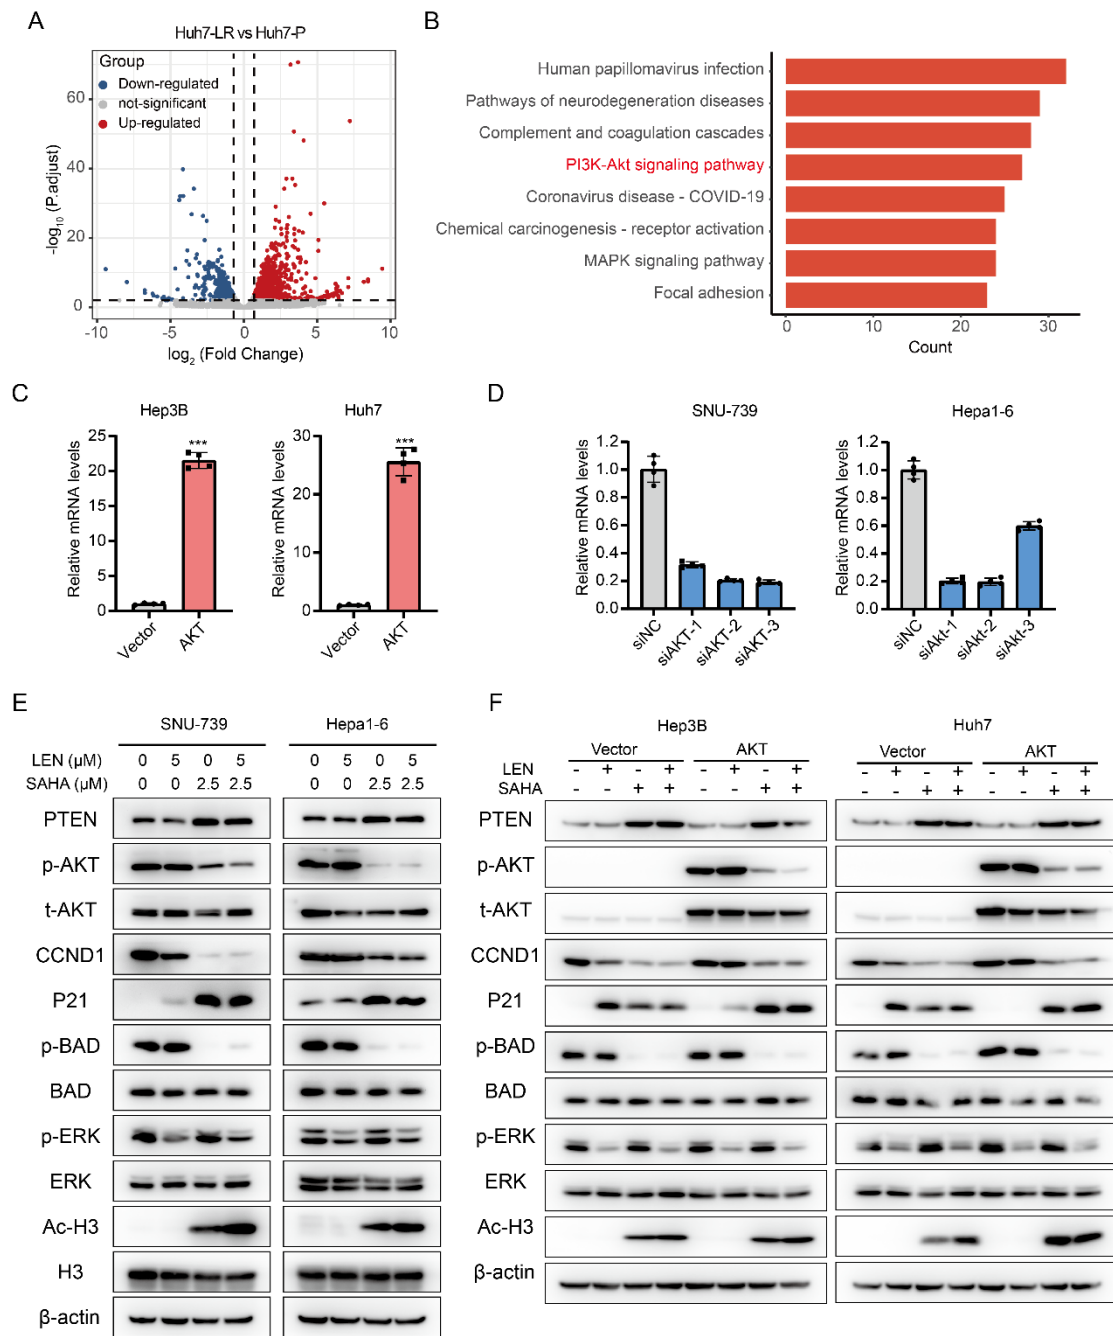 A
Huh7-LR vs Huh7-P
Group
Down-regulated
not-significant
Up-regulated
-log10 (P.adjust)
60
40
20
10
0
-10
-5
0
5
10
log2 (Fold Change)
B
Human papillomavirus infection
Pathways of neurodegeneration diseases
Complement and coagulation cascades
PI3K-Akt signaling pathway
Coronavirus disease - COVID-19
Chemical carcinogenesis - receptor activation
MAPK signaling pathway
Focal adhesion
0 10 20 30
Count
C
Hep3B
Relative mRNA levels
25
20
15
10
5
0
***
Vector AKT
Huh7
Relative mRNA levels
30
20
10
0
***
Vector AKT
D
SNU-739
Relative mRNA levels
1.2
1.0
0.8
0.6
0.4
0.2
0.0
siNC siAKT-1 siAKT-2 siAKT-3
Hepa1-6
Relative mRNA levels
1.2
1.0
0.8
0.6
0.4
0.2
0.0
siNC siAkt-1 siAkt-2 siAkt-3
E
SNU-739 Hepa1-6
LEN (μM) 0 5 0 5 0 5 0 5
SAHA (μM) 0 0 2.5 2.5 0 0 2.5 2.5
PTEN
p-AKT
t-AKT
CCND1
P21
p-BAD
BAD
p-ERK
ERK
Ac-H3
H3
β-actin
F
Hep3B Huh7
Vector AKT Vector AKT
LEN - + - + - + - + - + - + - + - +
SAHA - - + + - - + + - - + + - - + +
PTEN
p-AKT
t-AKT
CCND1
P21
p-BAD
BAD
p-ERK
ERK
Ac-H3
β-actin